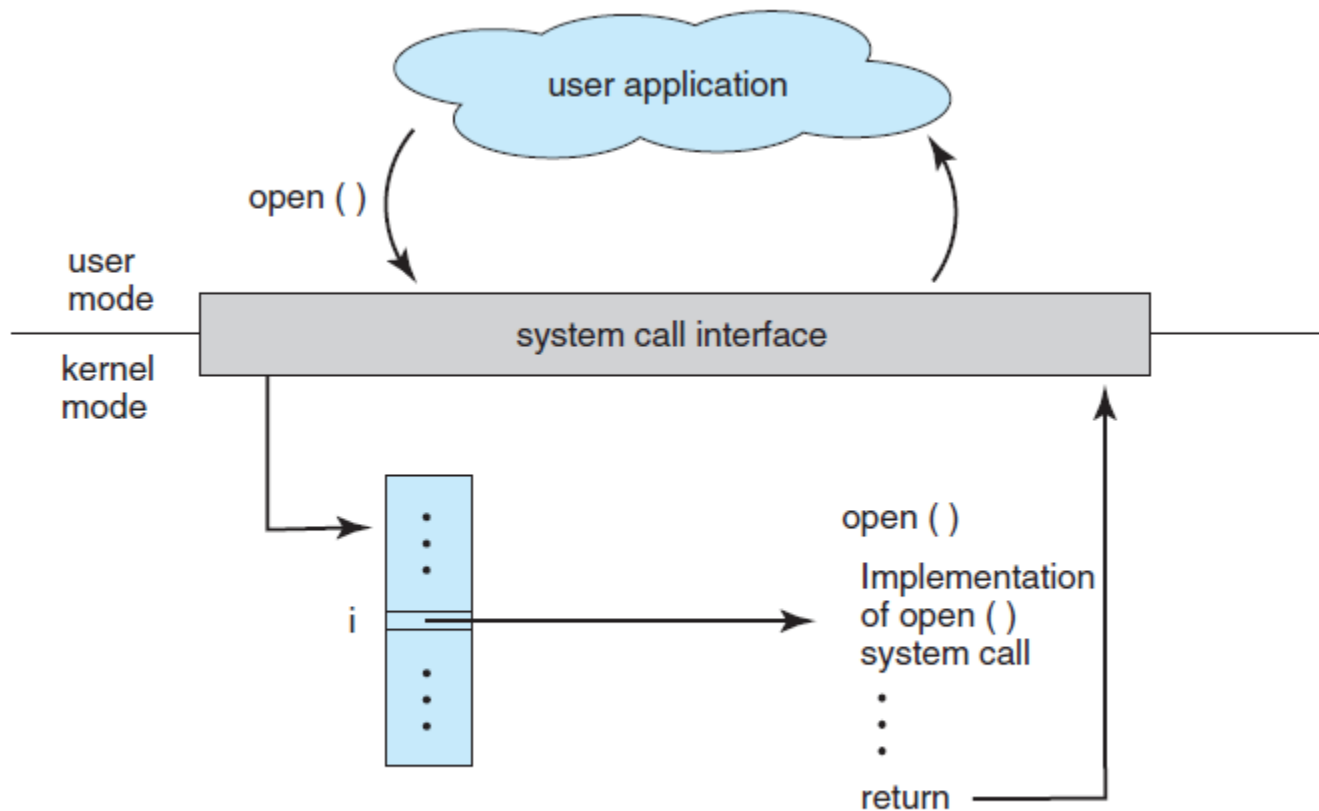 user application
open ( )
user
mode
system call interface
kernel
mode
open ( )
i
Implementation
of open ( )
system call
return